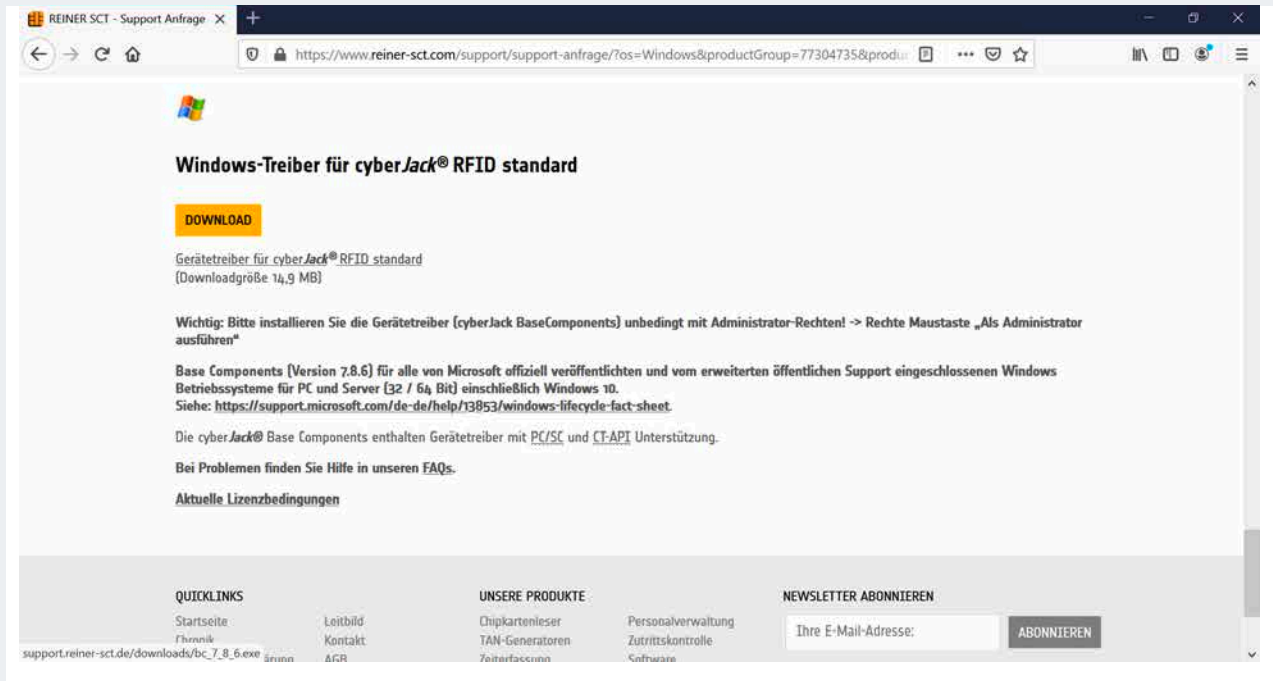 REINER SCT - Support Anfrage
https://www.reiner-sct.com/support/support-anfrage/?os=Windows&productGroup=77304735&produ
Windows-Treiber für cyberJack® RFID standard
DOWNLOAD
Gerätetreiber für cyberJack® RFID standard
(Downloadgröße 14,9 MB)
Wichtig: Bitte installieren Sie die Gerätetreiber (cyberJack BaseComponents) unbedingt mit Administrator-Rechten! -> Rechte Maustaste „Als Administrator
ausführen“
Base Components (Version 7.8.6) für alle von Microsoft offiziell veröffentlichten und vom erweiterten öffentlichen Support eingeschlossenen Windows
Betriebssysteme für PC und Server (32 / 64 Bit) einschließlich Windows 10.
Siehe: https://support.microsoft.com/de-de/help/13853/windows-lifecycle-fact-sheet.
Die cyberJack® Base Components enthalten Gerätetreiber mit PC/SC und CT-API Unterstützung.
Bei Problemen finden Sie Hilfe in unseren FAQs.
Aktuelle Lizenzbedingungen
QUICKLINKS
Startseite
Chronik
Leitbild
Kontakt
AGB
UNSERE PRODUKTE
Chipkartenleser
TAN-Generatoren
Zeiterfassung
Personalverwaltung
Zutrittskontrolle
Software
NEWSLETTER ABONNIEREN
Ihre E-Mail-Adresse:
ABONNIEREN
support.reiner-sct.de/downloads/bc_7_8_6.exe